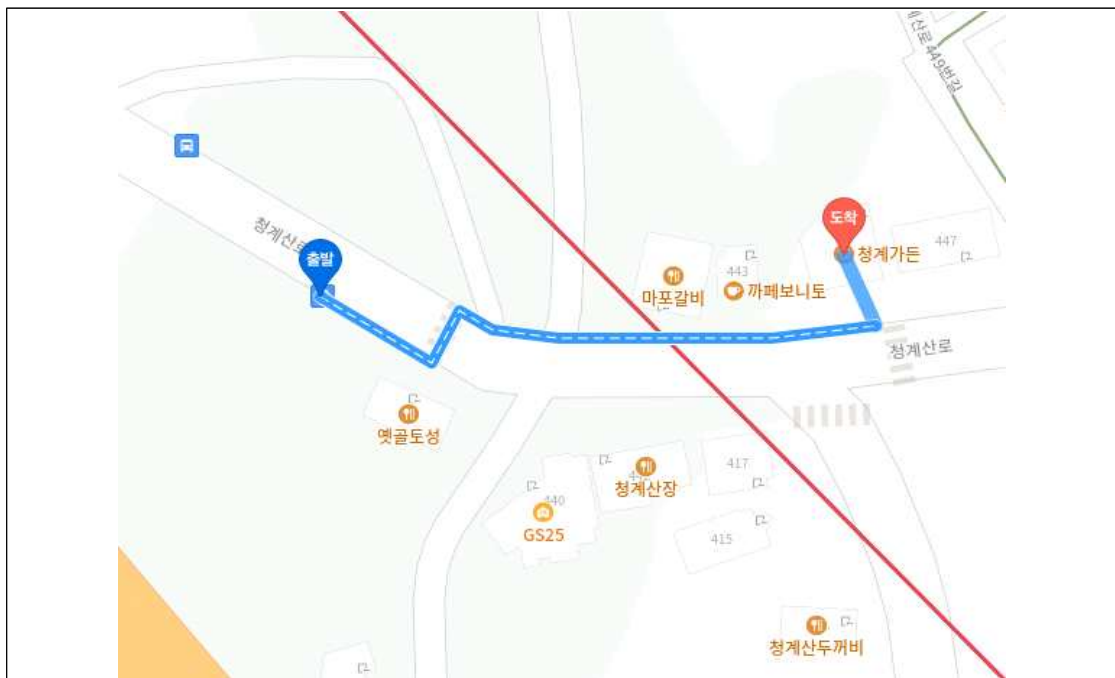 청계산로449번길
청계산로
출발
도착
청계가든
447
443
마포갈비
까페보니토
청계산로
옛골토성
417
청계산장
440
GS25
415
청계산두꺼비